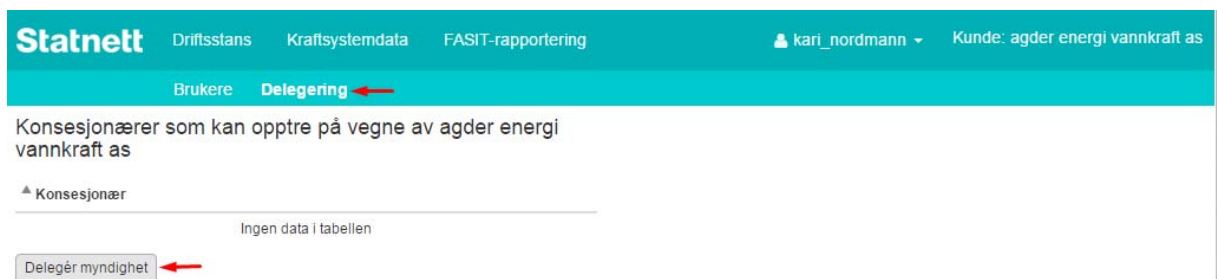 Statnett Driftsstans Kraftsystemdata FASIT-rapportering kari_nordmann Kunde: agder energi vannkraft as
Brukere Delegering
Konsesjonærer som kan opptre på vegne av agder energi
vannkraft as
Konsesjonær
Ingen data i tabellen
Delegér myndighet